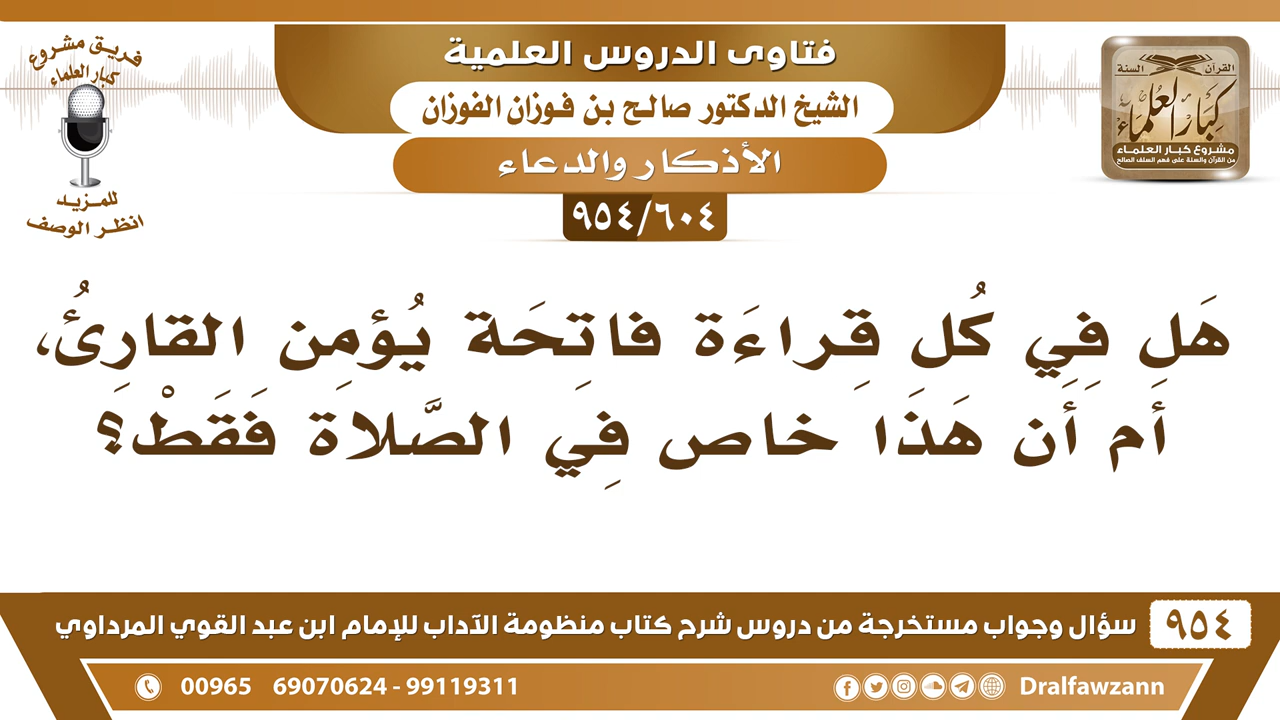 فتاوى الدروس العلمية
الشيخ الدكتور صالح بن فوزان الفوزان
الأذكار والدعاء
٩٥٤/٦٠٤
فريق مشروع
كبار العلماء
للمزيد
انظر الوصف
القرآن السنة
كبار العلماء
مشروع كبار العلماء
من القرآن والسنة على فهم السلف الصالح
هَل فِي كُل قِراءَة فاتِحَة يُؤمِن القارِئُ،
أَم أَن هَذَا خاص فِي الصَّلاة فَقَطْ؟
٩٥٤ سؤال وجواب مستخرجة من دروس شرح كتاب منظومة الآداب للإمام ابن عبد القوي المرداوي
00965 69070624 - 99119311
Dralfawzann